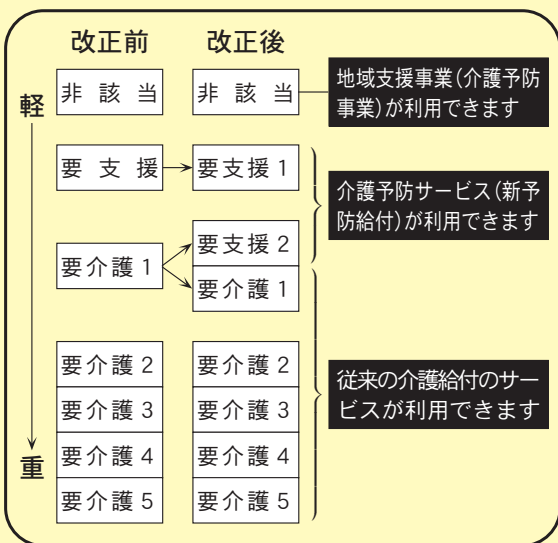 改正前 改正後
軽
非該当 非該当
地域支援事業(介護予防
事業)が利用できます
要支援 要支援1
介護予防サービス(新予
防給付)が利用できます
要介護1 要支援2
要介護1
要介護2 要介護2
従来の介護給付のサー
ビスが利用できます
要介護3 要介護3
要介護4 要介護4
重
要介護5 要介護5